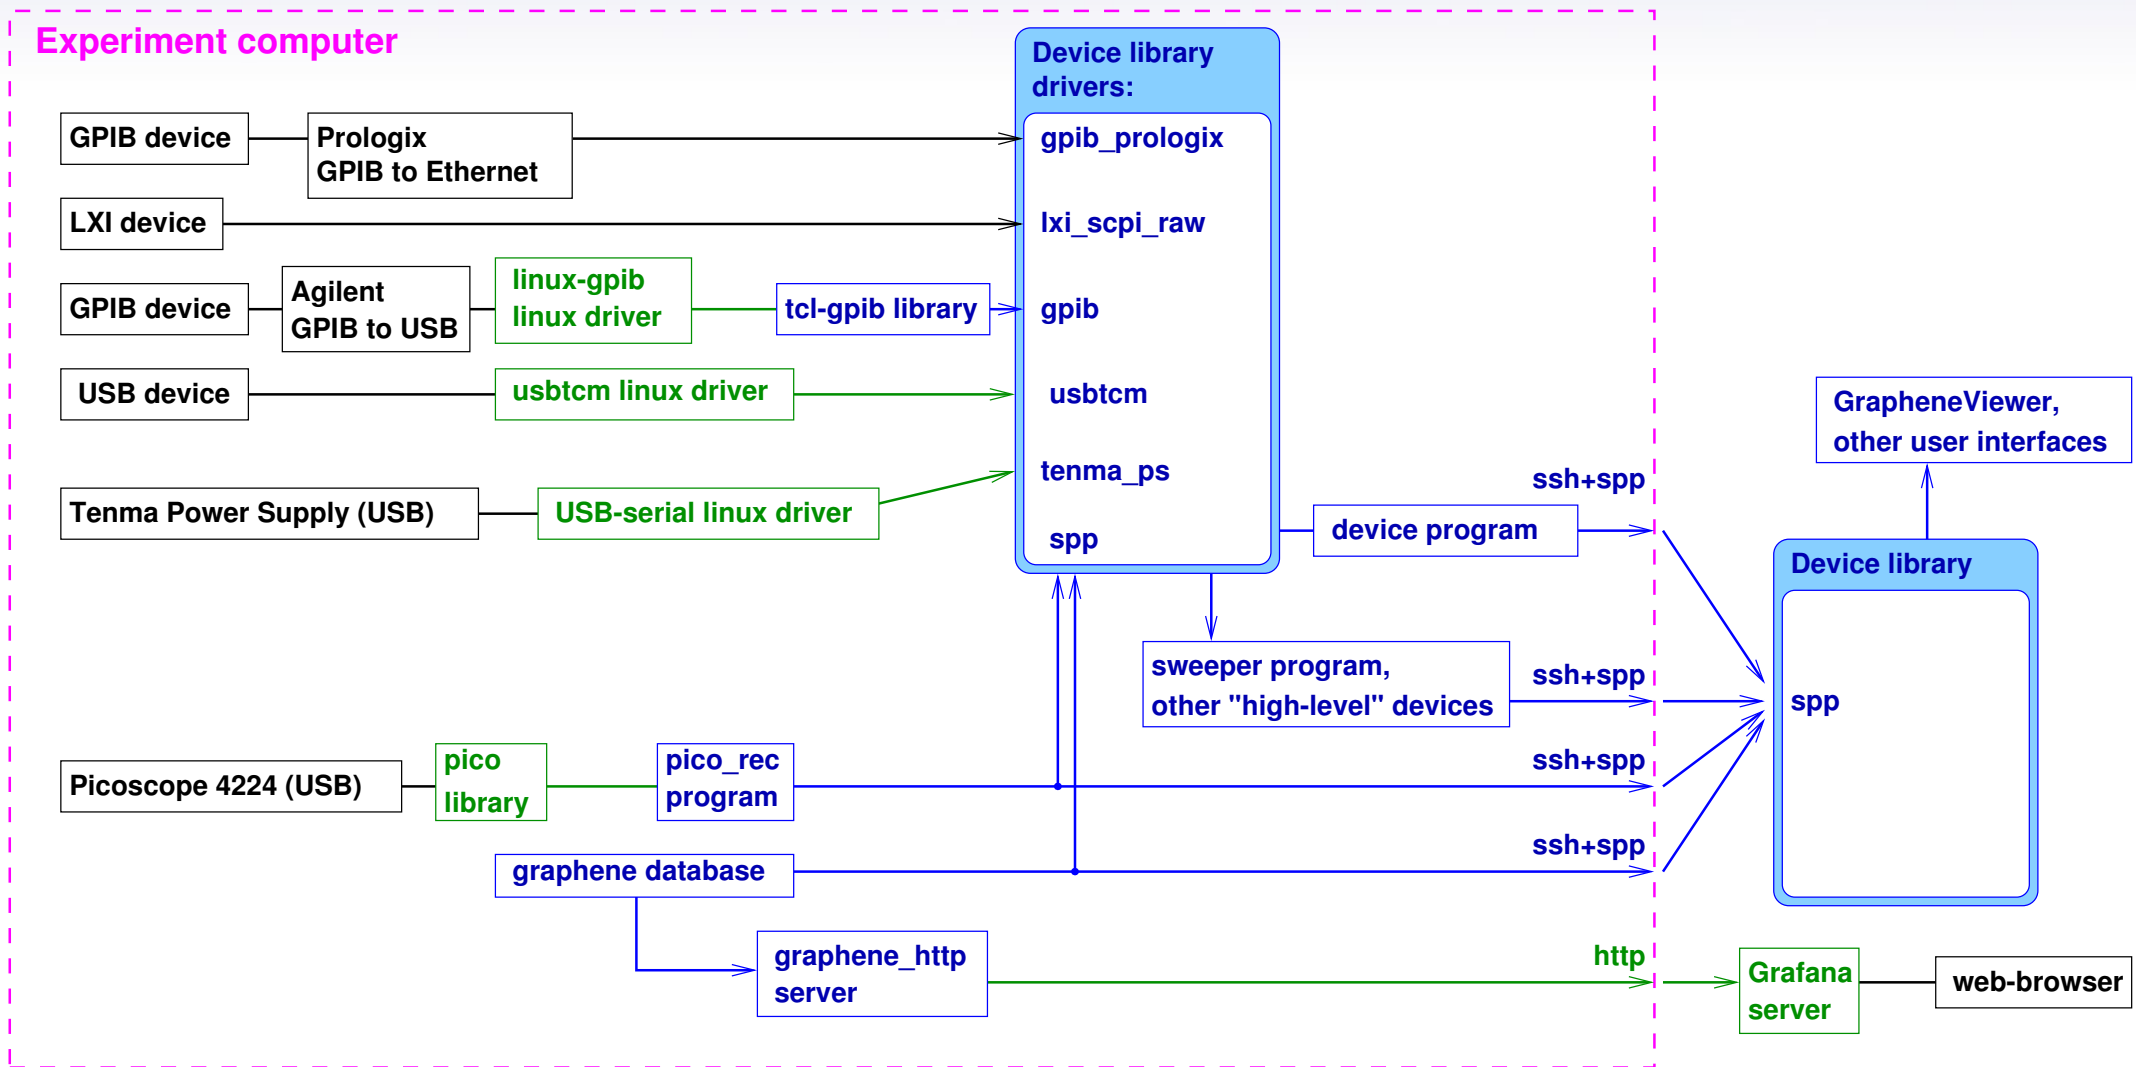 Experiment computer
Device library
drivers:
GPIB device
Prologix
GPIB to Ethernet
gpib_prologix
LXI device
lxi_scpi_raw
GPIB device
Agilent
GPIB to USB
linux-gpib
linux driver
tcl-gpib library
gpib
USB device
usbtcm linux driver
usbtcm
Tenma Power Supply (USB)
USB-serial linux driver
tenma_ps
spp
device program
ssh+spp
GrapheneViewer,
other user interfaces
Device library
spp
sweeper program,
other "high-level" devices
ssh+spp
Picoscope 4224 (USB)
pico
library
pico_rec
program
ssh+spp
graphene database
ssh+spp
graphene_http
server
http
Grafana
server
web-browser